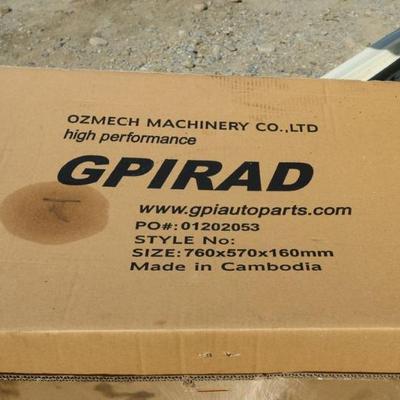 OZMECH MACHINERY CO.,LTD
high performance
GPIRAD
www.gpiautoparts.com
PO#: 01202053
STYLE No:
SIZE: 760x570x160mm
Made in Cambodia